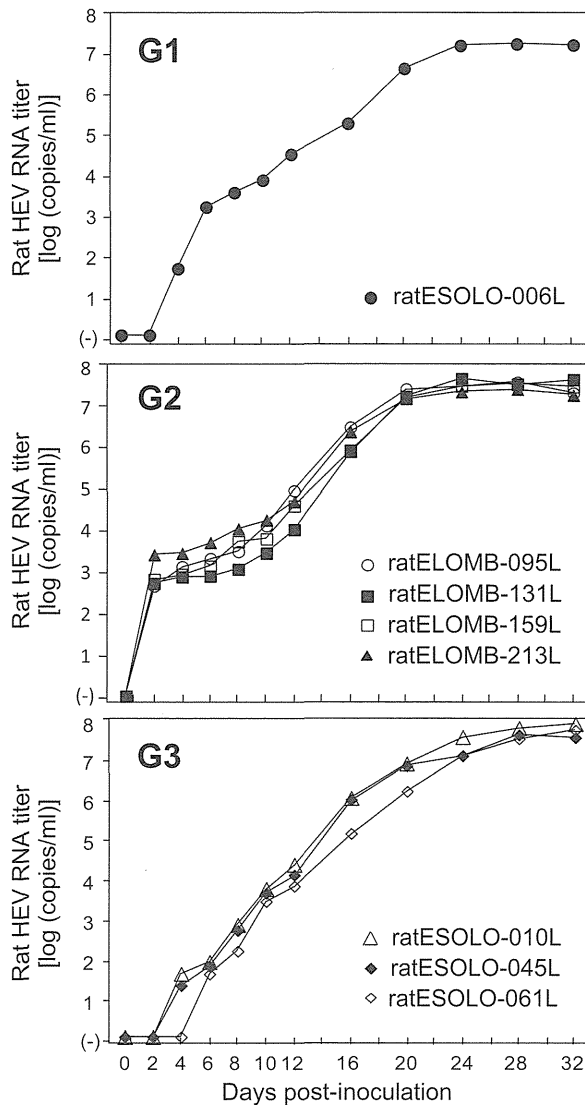 G1
Rat HEV RNA titer
[log (copies/ml)]
8
7
6
5
4
3
2
1
(-)
ratESOLO-006L
G2
Rat HEV RNA titer
[log (copies/ml)]
8
7
6
5
4
3
2
1
(-)
ratELOMB-095L
ratELOMB-131L
ratELOMB-159L
ratELOMB-213L
G3
Rat HEV RNA titer
[log (copies/ml)]
8
7
6
5
4
3
2
1
(-)
ratESOLO-010L
ratESOLO-045L
ratESOLO-061L
0 2 4 6 8 10 12 16 20 24 28 32
Days post-inoculation